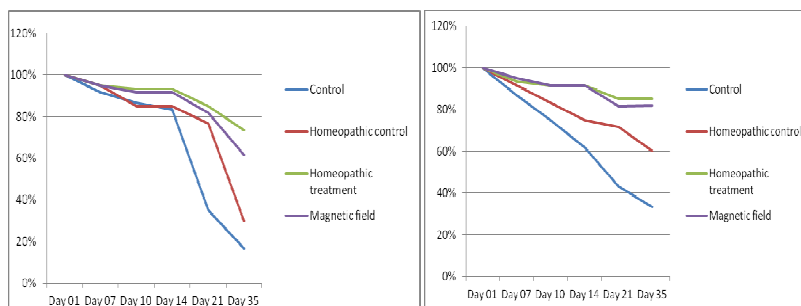 120%
100%
80%
60%
40%
20%
0%
Day 01 Day 07 Day 10 Day 14 Day 21 Day 35
Control
Homeopathic control
Homeopathic
treatment
Magnetic field
120%
100%
80%
60%
40%
20%
0%
Day 01 Day 07 Day 10 Day 14 Day 21 Day 35
Control
Homeopathic control
Homeopathic
treatment
Magnetic field